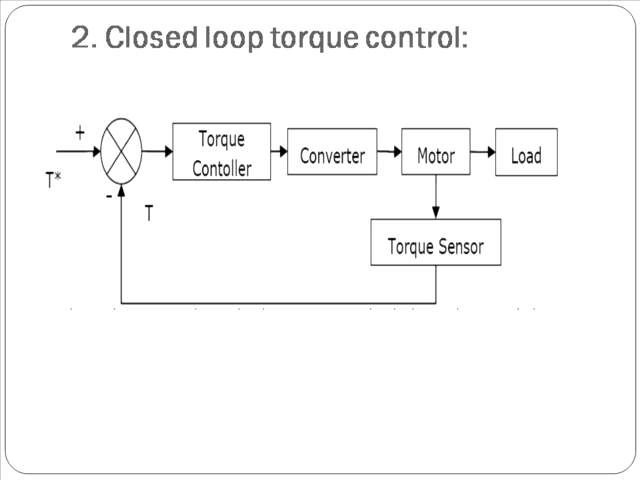 2. Closed loop torque control:
+
T*
-
T
Torque
Contoller
Converter
Motor
Load
Torque Sensor